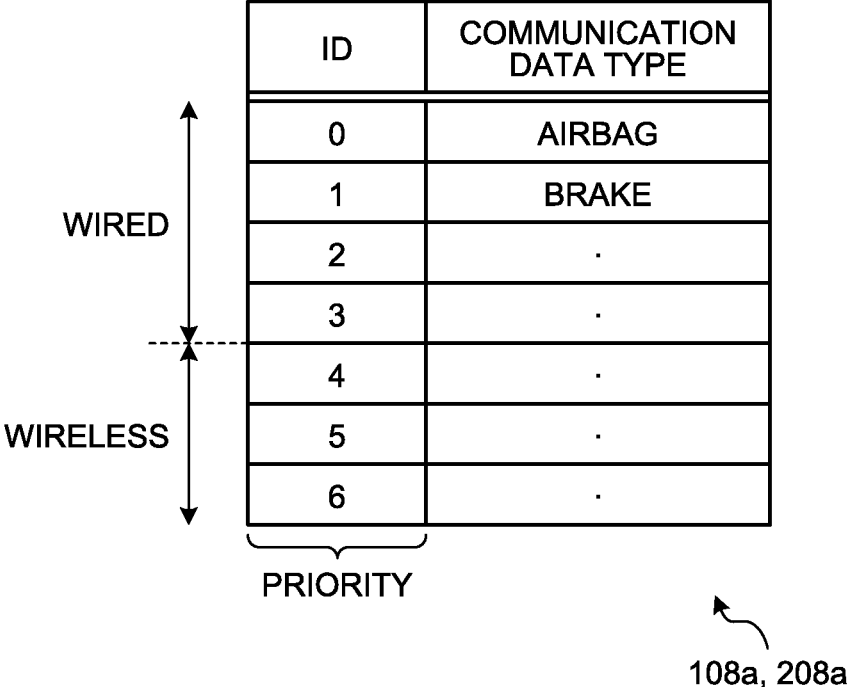 ID
COMMUNICATION
DATA TYPE
0
AIRBAG
1
BRAKE
WIRED
2
·
3
·
4
·
WIRELESS
5
·
6
·
PRIORITY
108a, 208a